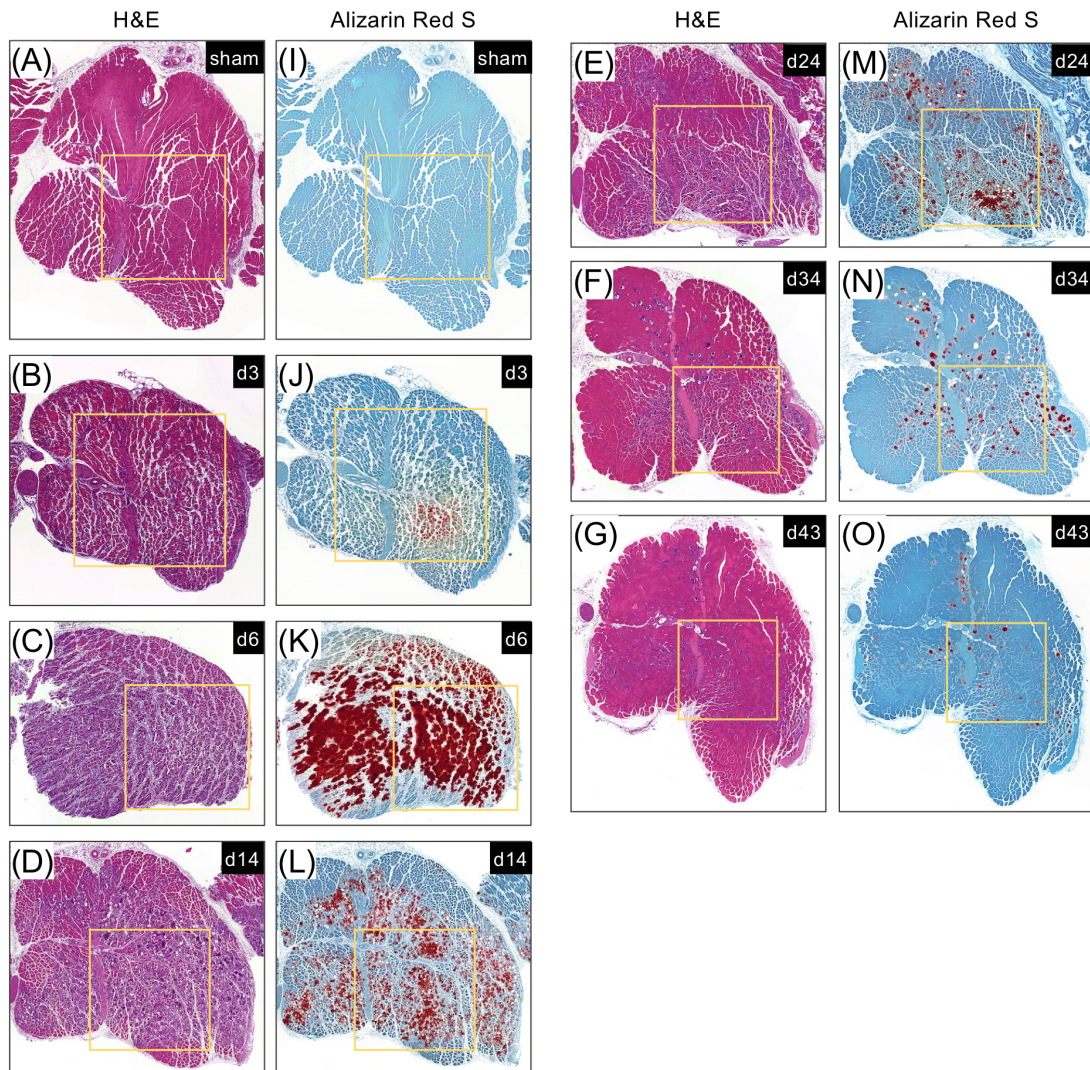 H&E Alizarin Red S
(A) sham (I) sham
(B) d3 (J) d3
(C) d6 (K) d6
(D) d14 (L) d14
H&E Alizarin Red S
(E) d24 (M) d24
(F) d34 (N) d34
(G) d43 (O) d43